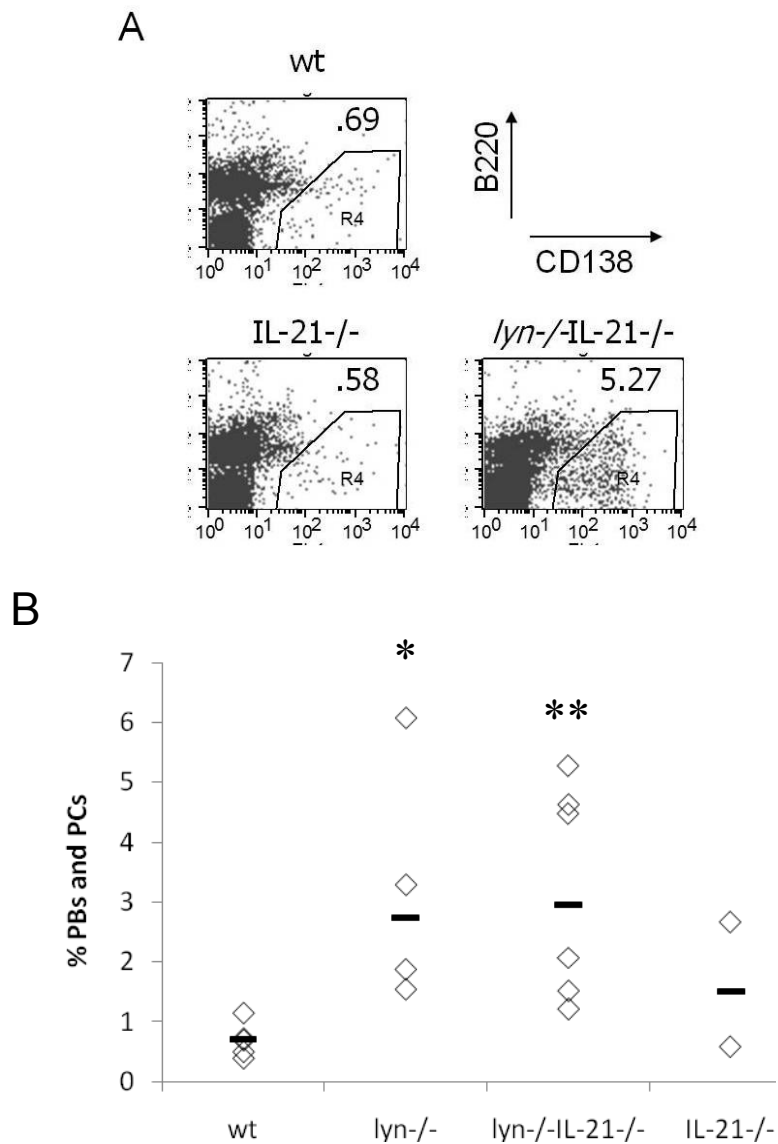 A
wt
.69
R4
10^0 10^1 10^2 10^3 10^4
B220
CD138
IL-21-/-
.58
R4
10^0 10^1 10^2 10^3 10^4
lyn-/-IL-21-/-
5.27
R4
10^0 10^1 10^2 10^3 10^4
B
% PBs and PCs
7
6
5
4
3
2
1
0
*
**
wt lyn-/- lyn-/-IL-21-/- IL-21-/-